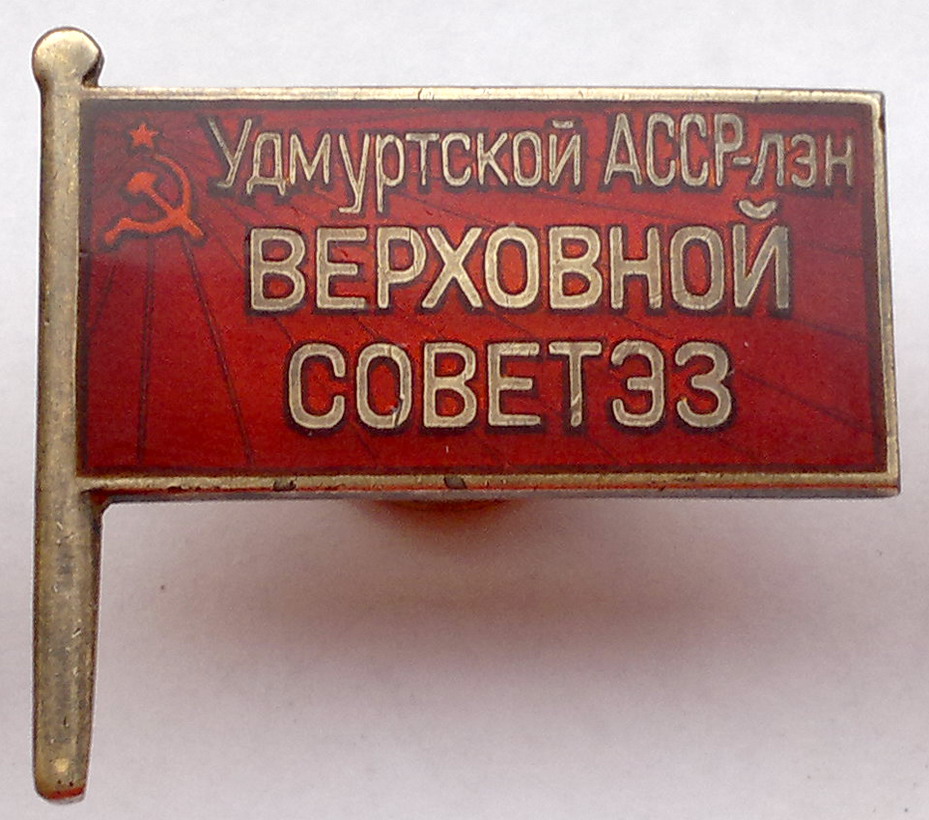 Удмуртской АССР-лэн
ВЕРХОВНОЙ
СОВЕТЭЗ